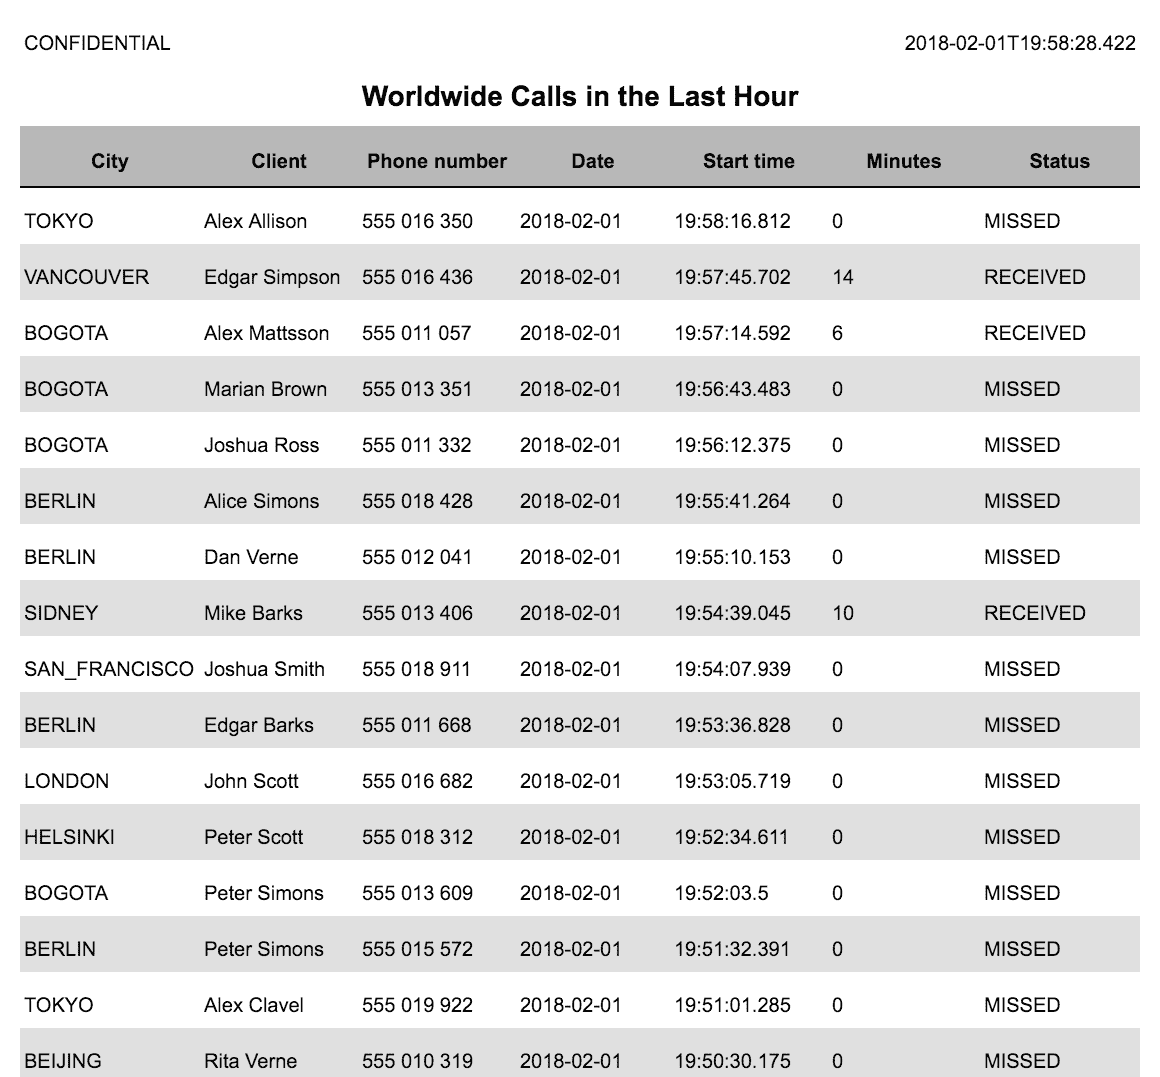 CONFIDENTIAL 2018-02-01T19:58:28.422
Worldwide Calls in the Last Hour
City Client Phone number Date Start time Minutes Status
TOKYO Alex Allison 555 016 350 2018-02-01 19:58:16.812 0 MISSED
VANCOUVER Edgar Simpson 555 016 436 2018-02-01 19:57:45.702 14 RECEIVED
BOGOTA Alex Mattsson 555 011 057 2018-02-01 19:57:14.592 6 RECEIVED
BOGOTA Marian Brown 555 013 351 2018-02-01 19:56:43.483 0 MISSED
BOGOTA Joshua Ross 555 011 332 2018-02-01 19:56:12.375 0 MISSED
BERLIN Alice Simons 555 018 428 2018-02-01 19:55:41.264 0 MISSED
BERLIN Dan Verne 555 012 041 2018-02-01 19:55:10.153 0 MISSED
SIDNEY Mike Barks 555 013 406 2018-02-01 19:54:39.045 10 RECEIVED
SAN_FRANCISCO Joshua Smith 555 018 911 2018-02-01 19:54:07.939 0 MISSED
BERLIN Edgar Barks 555 011 668 2018-02-01 19:53:36.828 0 MISSED
LONDON John Scott 555 016 682 2018-02-01 19:53:05.719 0 MISSED
HELSINKI Peter Scott 555 018 312 2018-02-01 19:52:34.611 0 MISSED
BOGOTA Peter Simons 555 013 609 2018-02-01 19:52:03.5 0 MISSED
BERLIN Peter Simons 555 015 572 2018-02-01 19:51:32.391 0 MISSED
TOKYO Alex Clavel 555 019 922 2018-02-01 19:51:01.285 0 MISSED
BEIJING Rita Verne 555 010 319 2018-02-01 19:50:30.175 0 MISSED